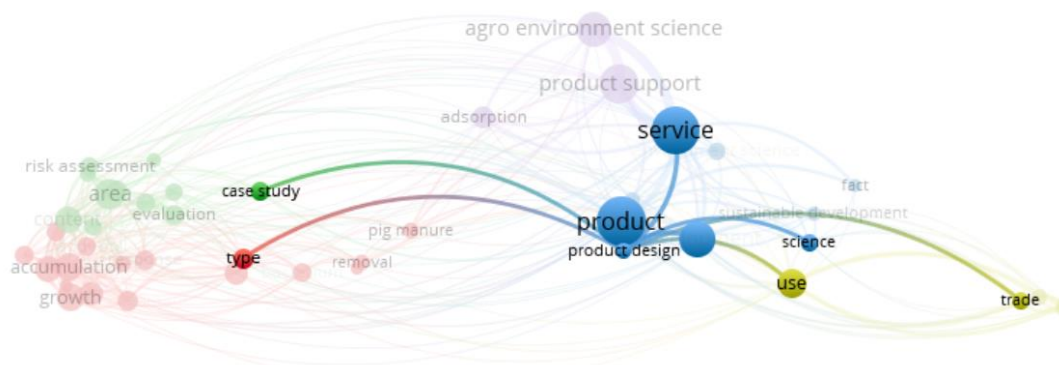 agro environment science
product support
adsorption
service
risk assessment
case study
area
fact
content
evaluation
product
sustainable development
pig manure
product design
science
accumulation
type
removal
use
growth
trade